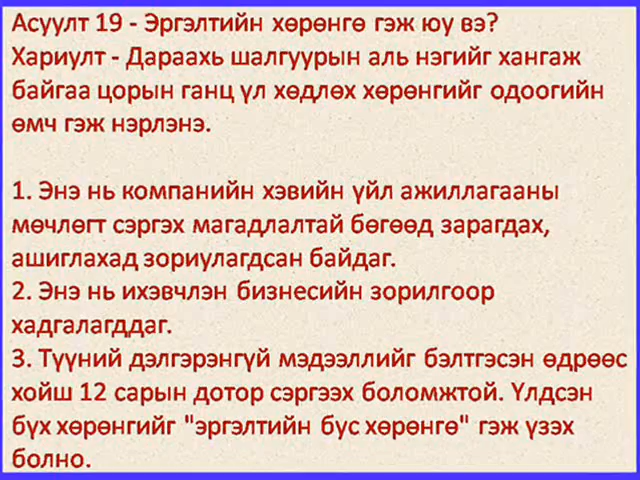 Асуулт 19 - Эргэлтийн хөрөнгө гэж юу вэ?
Хариулт - Дараахь шалгуурын аль нэгийг хангаж
байгаа цорын ганц үл хөдлөх хөрөнгийг одоогийн
өмч гэж нэрлэнэ.
1. Энэ нь компанийн хэвийн үйл ажиллагааны
мөчлөгт сэргэх магадлалтай бөгөөд зарагдах,
ашиглахад зориулагдсан байдаг.
2. Энэ нь ихэвчлэн бизнесийн зорилгоор
хадгалагддаг.
3. Түүний дэлгэрэнгүй мэдээллийг бэлтгэсэн өдрөөс
хойш 12 сарын дотор сэргээх боломжтой. Үлдсэн
бүх хөрөнгийг "эргэлтийн бус хөрөнгө" гэж үзэх
болно.